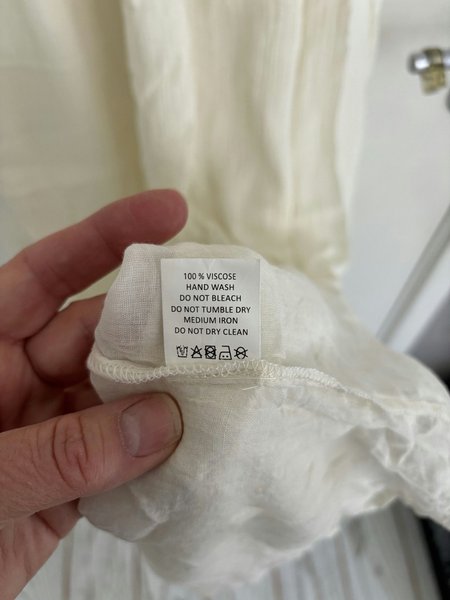 100 % VISCOSE
HAND WASH
DO NOT BLEACH
DO NOT TUMBLE DRY
MEDIUM IRON
DO NOT DRY CLEAN